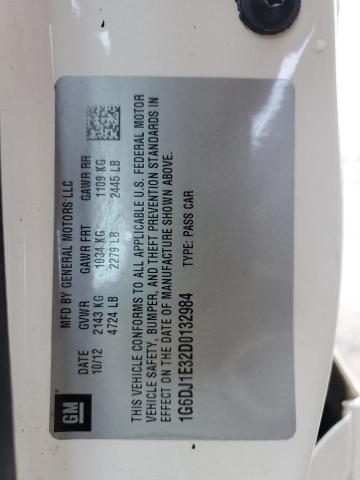 GM
MFD BY GENERAL MOTORS LLC
DATE GVWR GAWR FRT GAWR RR
10/12 2143 KG 1034 KG 1109 KG
4724 LB 2279 LB 2445 LB
THIS VEHICLE CONFORMS TO ALL APPLICABLE U.S. FEDERAL MOTOR
VEHICLE SAFETY, BUMPER, AND THEFT PREVENTION STANDARDS IN
EFFECT ON THE DATE OF MANUFACTURE SHOWN ABOVE.
1G6DJ1E32D0132984 TYPE: PASS CAR